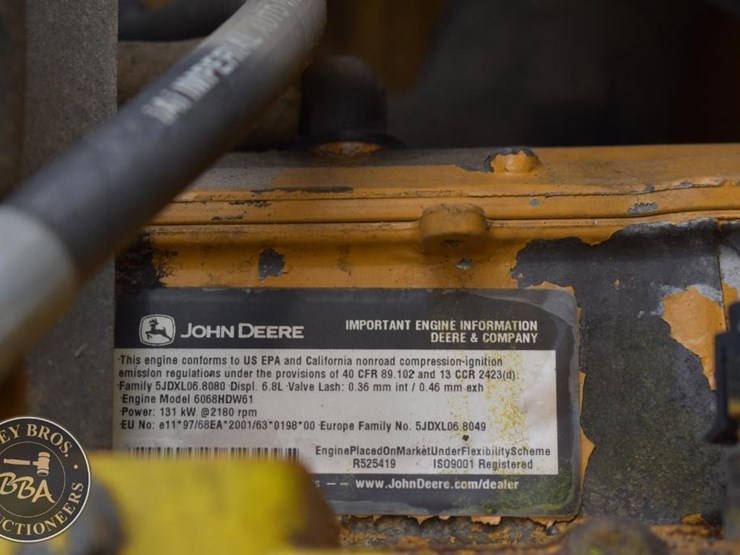 JOHN DEERE
IMPORTANT ENGINE INFORMATION
DEERE & COMPANY
This engine conforms to US EPA and California nonroad compression-ignition
emission regulations under the provisions of 40 CFR 89.102 and 13 CCR 2423(d).
Family 5JDXL06.8080 Displ. 6.8L Valve Lash: 0.36 mm int / 0.46 mm exh
Engine Model 6068HDW61
Power: 131 kW @2180 rpm
EU No: e11*97/68EA*2001/63*0198*00 Europe Family No. 5JDXL06.8049
EnginePlacedOnMarketUnderFlexibilityScheme
R525419 ISO9001 Registered
www.JohnDeere.com/dealer
IMPERIAL
EY BROS.
BBA
UCTIONEERS